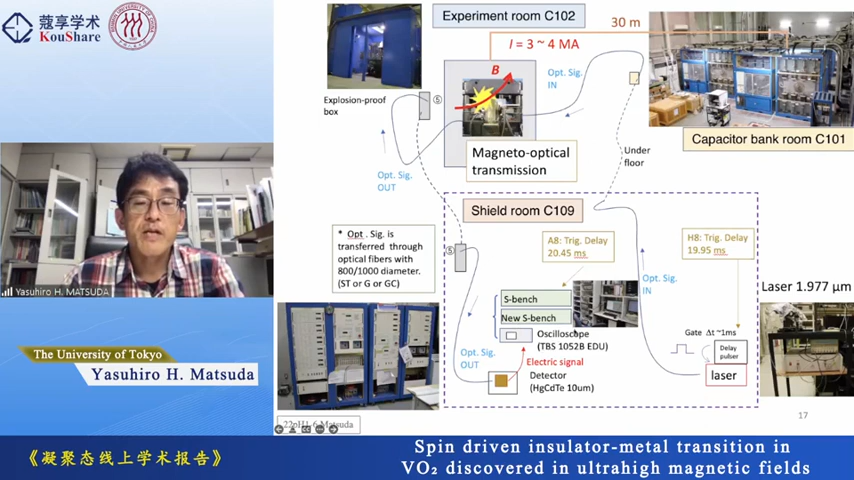 蔻享学术
KouShare
Yasuhiro H. MATSUDA
The University of Tokyo
Yasuhiro H. Matsuda
Experiment room C102
30 m
I = 3 ~ 4 MA
B
Opt. Sig.
IN
Explosion-proof
box
⑤
Magneto-optical
transmission
Capacitor bank room C101
Under
floor
Opt. Sig.
OUT
Shield room C109
* Opt . Sig. is
transferred through
optical fibers with
800/1000 diameter.
(ST or G or GC)
⑤
A8: Trig. Delay
20.45 ms
H8: Trig. Delay
19.95 ms
Opt. Sig.
IN
Laser 1.977 μm
S-bench
New S-bench
Oscilloscope
(TBS 1052B EDU)
Gate Δt ~1ms
Delay
pulser
laser
Opt. Sig.
OUT
Electric signal
Detector
(HgCdTe 10um)
17
《凝聚态线上学术报告》
Spin driven insulator-metal transition in
VO₂ discovered in ultrahigh magnetic fields